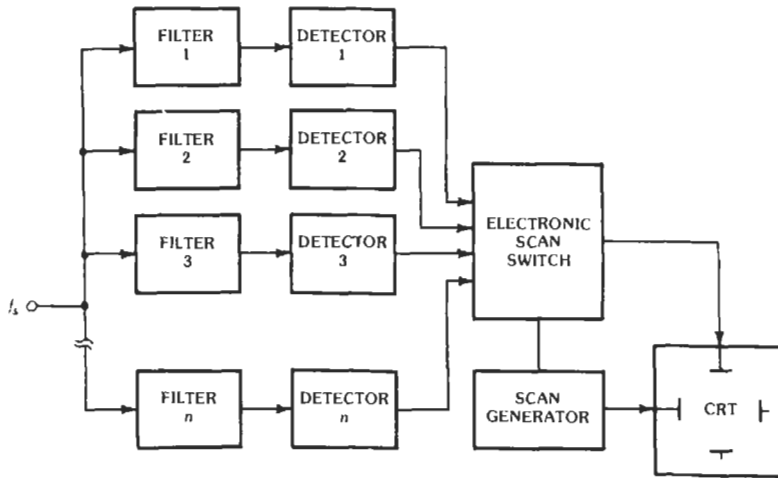 FILTER
1
DETECTOR
1
FILTER
2
DETECTOR
2
FILTER
3
DETECTOR
3
ELECTRONIC
SCAN
SWITCH
fs
FILTER
n
DETECTOR
n
SCAN
GENERATOR
CRT